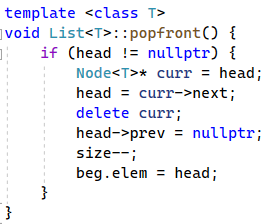 template <class T>
void List<T>::popfront() {
    if (head != nullptr) {
        Node<T>* curr = head;
        head = curr->next;
        delete curr;
        head->prev = nullptr;
        size--;
        beg.elem = head;
    }
}